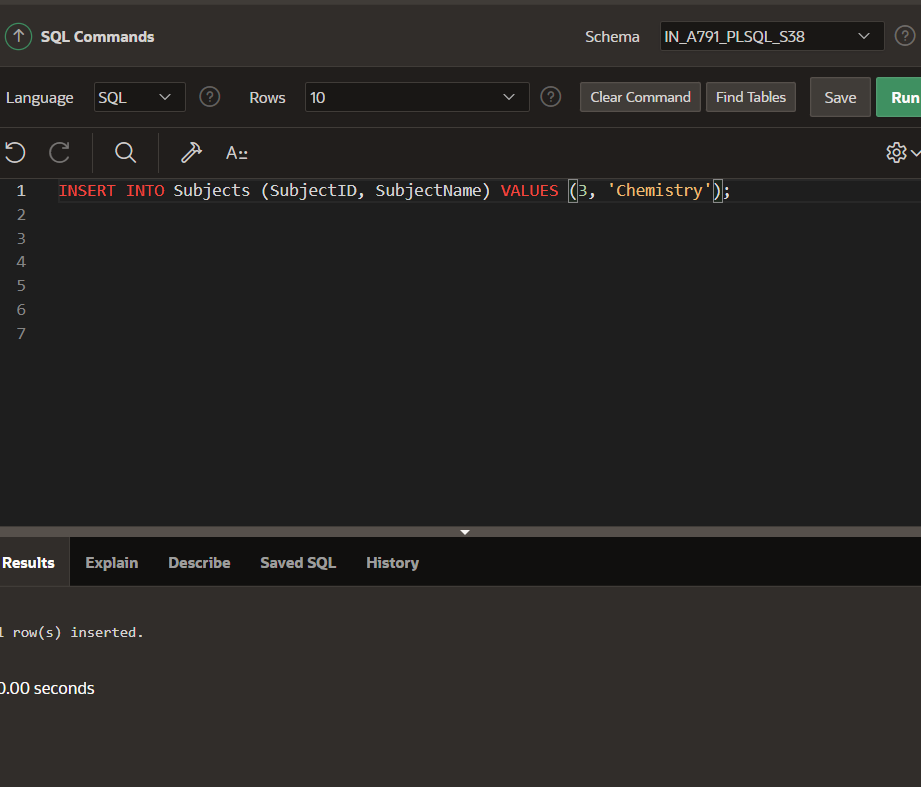 SQL Commands
Schema IN_A791_PLSQL_S38
Language SQL Rows 10 Clear Command Find Tables Save Run
A::
1 INSERT INTO Subjects (SubjectID, SubjectName) VALUES (3, 'Chemistry');
2
3
4
5
6
7
Results Explain Describe Saved SQL History
1 row(s) inserted.
0.00 seconds